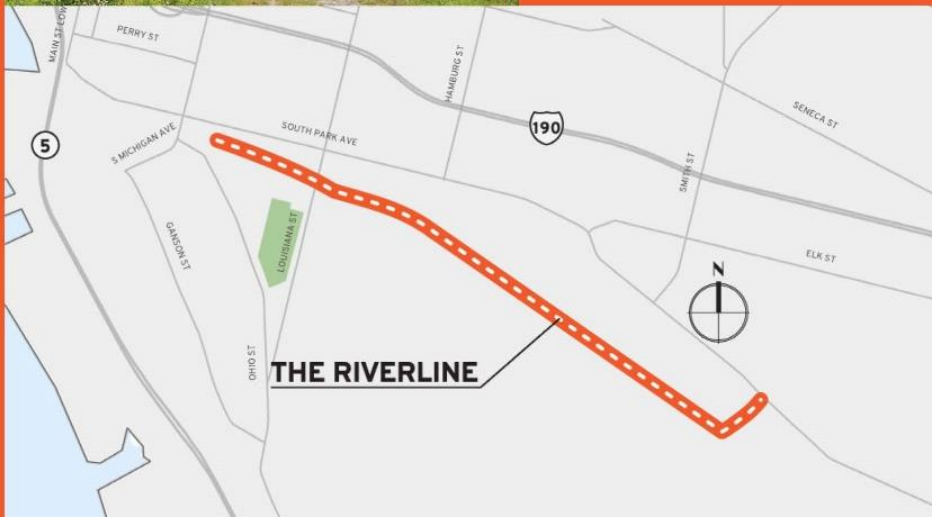 MAIN ST
PERRY ST
HAMBURG ST
SENECA ST
190
SOUTH PARK AVE
S MICHIGAN AVE
5
SMITH ST
GANSON ST
LOUISIANA ST
ELK ST
N
OHIO ST
THE RIVERLINE